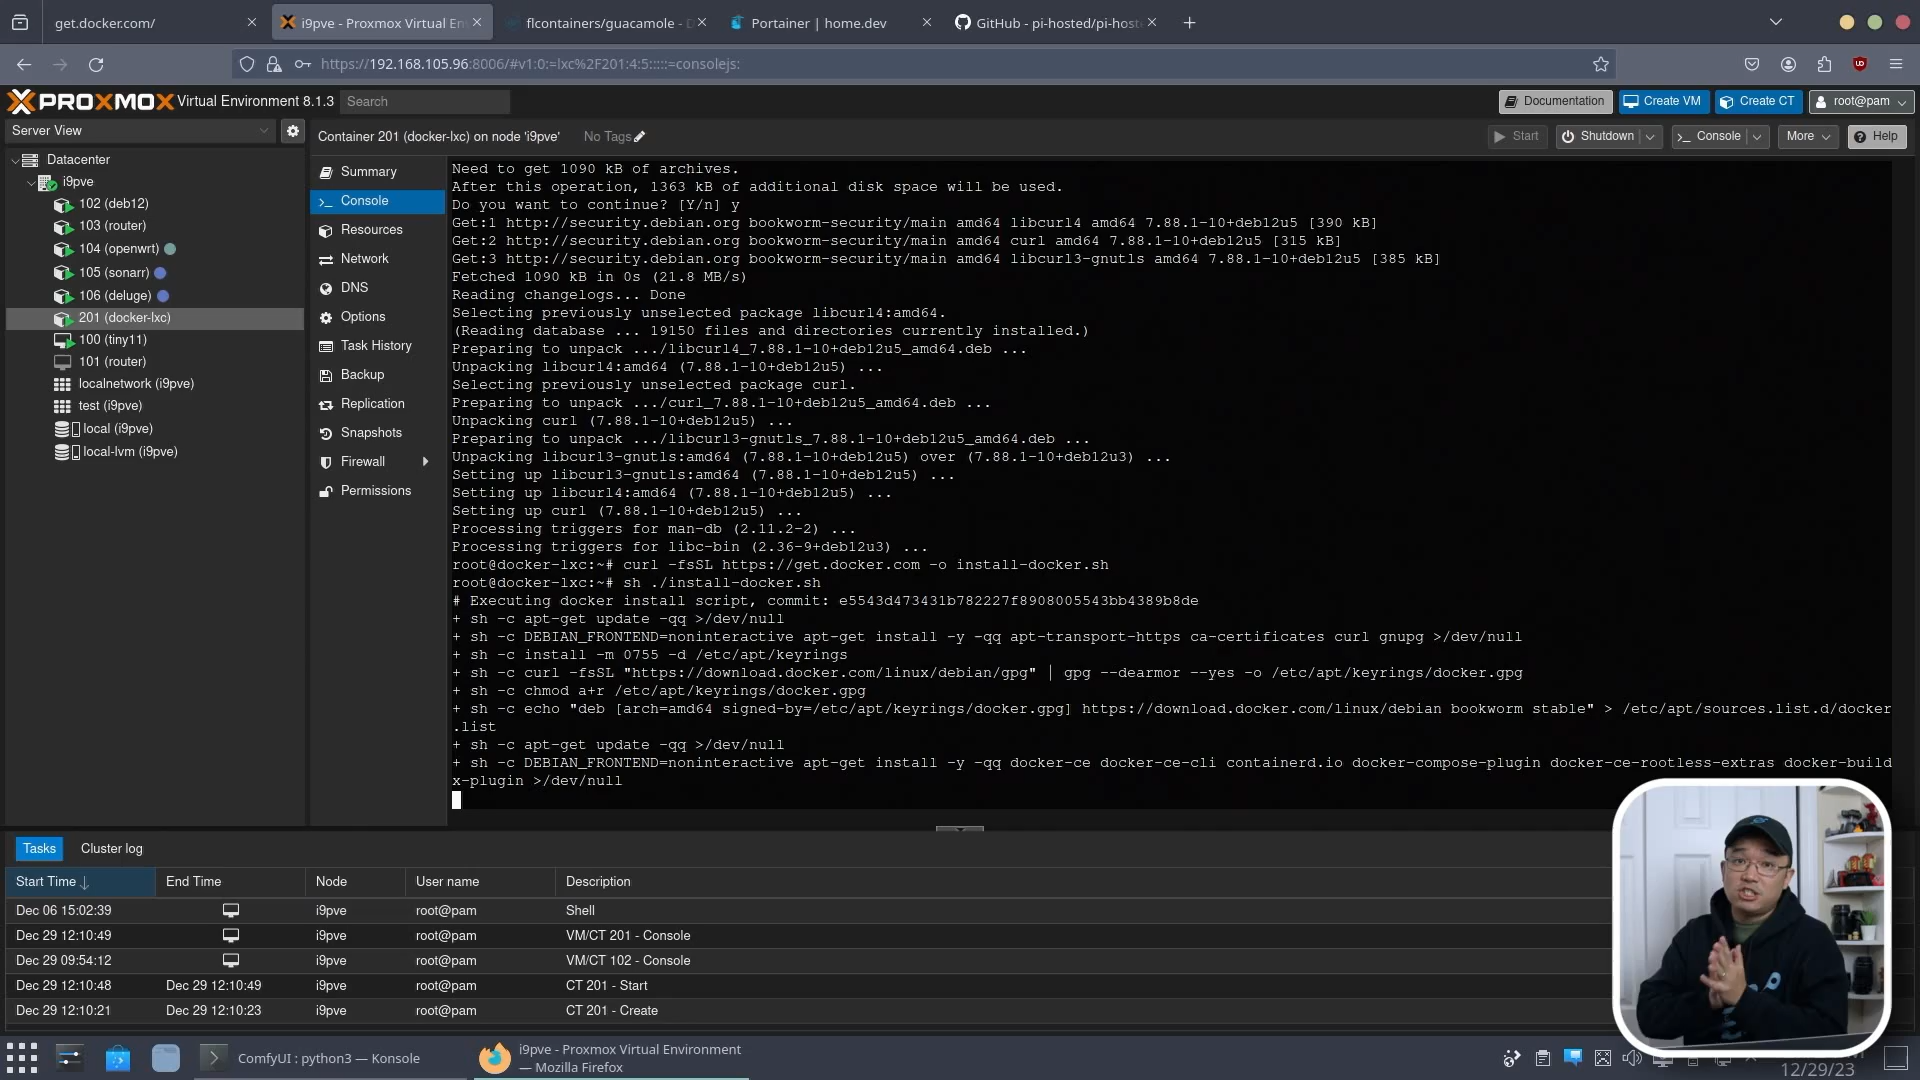 get.docker.com/
i9pve - Proxmox Virtual En
flcontainers/guacamole - D
Portainer | home.dev
GitHub - pi-hosted/pi-host
https://192.168.105.96:8006/#v1:0:=lxc%2F201:4:5:::::=consolejs:
PROXMOX Virtual Environment 8.1.3
Search
Documentation
Create VM
Create CT
root@pam
Server View
Container 201 (docker-lxc) on node 'i9pve'
No Tags
Start
Shutdown
Console
More
Help
Datacenter
i9pve
102 (deb12)
103 (router)
104 (openwrt)
105 (sonarr)
106 (deluge)
201 (docker-lxc)
100 (tiny11)
101 (router)
localnetwork (i9pve)
test (i9pve)
local (i9pve)
local-lvm (i9pve)
Summary
Console
Resources
Network
DNS
Options
Task History
Backup
Replication
Snapshots
Firewall
Permissions
Need to get 1090 kB of archives.
After this operation, 1363 kB of additional disk space will be used.
Do you want to continue? [Y/n] y
Get:1 http://security.debian.org bookworm-security/main amd64 libcurl4 amd64 7.88.1-10+deb12u5 [390 kB]
Get:2 http://security.debian.org bookworm-security/main amd64 curl amd64 7.88.1-10+deb12u5 [315 kB]
Get:3 http://security.debian.org bookworm-security/main amd64 libcurl3-gnutls amd64 7.88.1-10+deb12u5 [385 kB]
Fetched 1090 kB in 0s (21.8 MB/s)
Reading changelogs... Done
Selecting previously unselected package libcurl4:amd64.
(Reading database ... 19150 files and directories currently installed.)
Preparing to unpack .../libcurl4_7.88.1-10+deb12u5_amd64.deb ...
Unpacking libcurl4:amd64 (7.88.1-10+deb12u5) ...
Selecting previously unselected package curl.
Preparing to unpack .../curl_7.88.1-10+deb12u5_amd64.deb ...
Unpacking curl (7.88.1-10+deb12u5) ...
Preparing to unpack .../libcurl3-gnutls_7.88.1-10+deb12u5_amd64.deb ...
Unpacking libcurl3-gnutls:amd64 (7.88.1-10+deb12u5) over (7.88.1-10+deb12u3) ...
Setting up libcurl3-gnutls:amd64 (7.88.1-10+deb12u5) ...
Setting up libcurl4:amd64 (7.88.1-10+deb12u5) ...
Setting up curl (7.88.1-10+deb12u5) ...
Processing triggers for man-db (2.11.2-2) ...
Processing triggers for libc-bin (2.36-9+deb12u3) ...
root@docker-lxc:~# curl -fsSL https://get.docker.com -o install-docker.sh
root@docker-lxc:~# sh ./install-docker.sh
# Executing docker install script, commit: e5543d473431b782227f8908005543bb4389b8de
+ sh -c apt-get update -qq >/dev/null
+ sh -c DEBIAN_FRONTEND=noninteractive apt-get install -y -qq apt-transport-https ca-certificates curl gnupg >/dev/null
+ sh -c install -m 0755 -d /etc/apt/keyrings
+ sh -c curl -fsSL "https://download.docker.com/linux/debian/gpg" | gpg --dearmor --yes -o /etc/apt/keyrings/docker.gpg
+ sh -c chmod a+r /etc/apt/keyrings/docker.gpg
+ sh -c echo "deb [arch=amd64 signed-by=/etc/apt/keyrings/docker.gpg] https://download.docker.com/linux/debian bookworm stable" > /etc/apt/sources.list.d/docker
.list
+ sh -c apt-get update -qq >/dev/null
+ sh -c DEBIAN_FRONTEND=noninteractive apt-get install -y -qq docker-ce docker-ce-cli containerd.io docker-compose-plugin docker-ce-rootless-extras docker-build
x-plugin >/dev/null
Tasks
Cluster log
Start Time
End Time
Node
User name
Description
Dec 06 15:02:39
i9pve
root@pam
Shell
Dec 29 12:10:49
i9pve
root@pam
VM/CT 201 - Console
Dec 29 09:54:12
i9pve
root@pam
VM/CT 102 - Console
Dec 29 12:10:48
Dec 29 12:10:49
i9pve
root@pam
CT 201 - Start
Dec 29 12:10:21
Dec 29 12:10:23
i9pve
root@pam
CT 201 - Create
ComfyUI : python3 — Konsole
i9pve - Proxmox Virtual Environment
— Mozilla Firefox
12/29/23